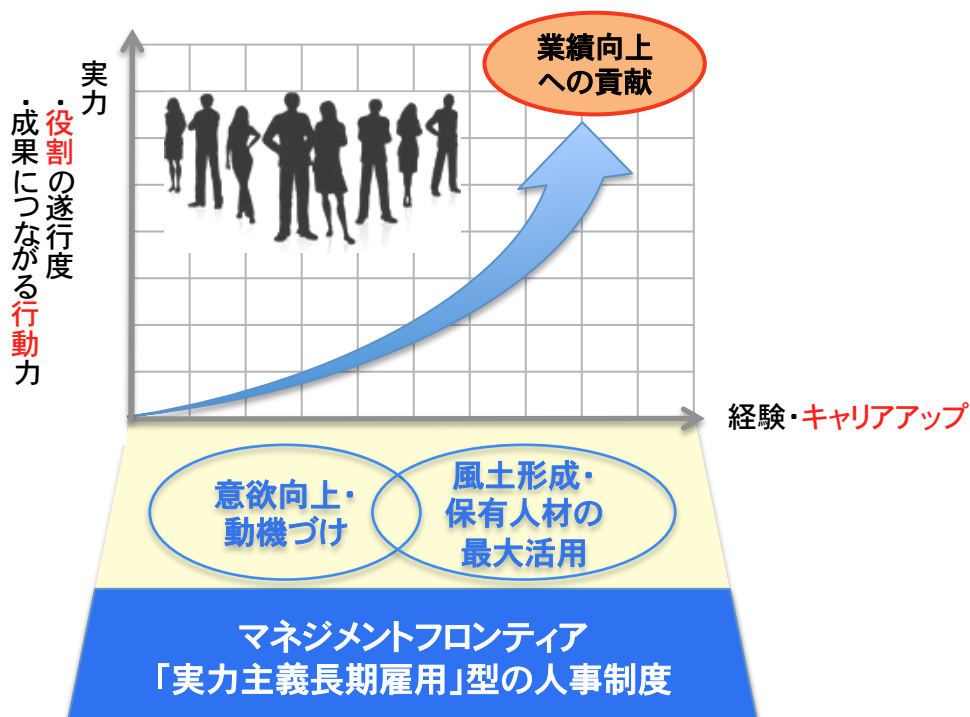 業績向上
への貢献
実力
・役割の遂行度
・成果につながる行動力
経験・キャリアアップ
意欲向上・
動機づけ
風土形成・
保有人材の
最大活用
マネジメントフロンティア
「実力主義長期雇用」型の人事制度